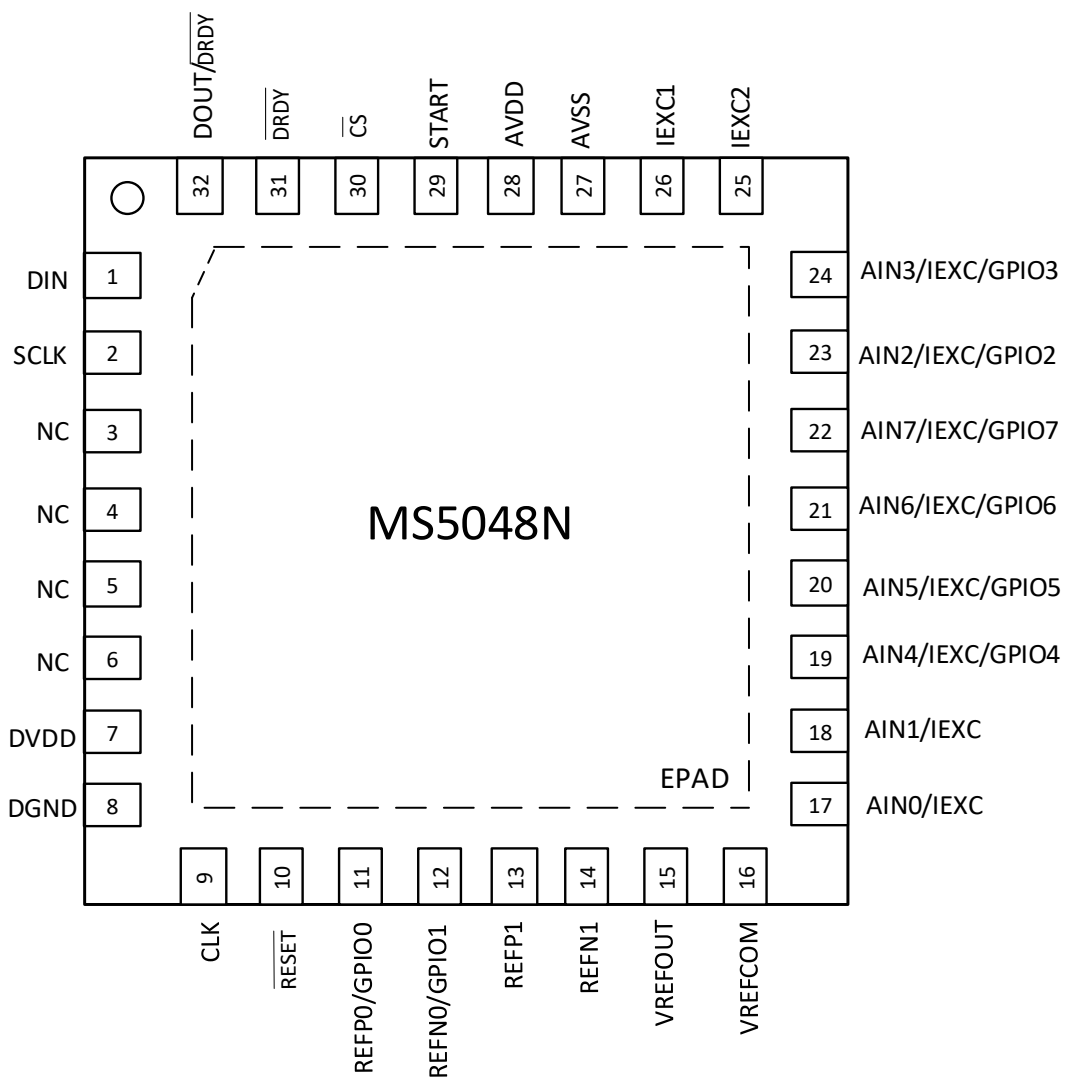 DOUT/DRDY
DRDY
CS
START
AVDD
AVSS
IEXC1
IEXC2
32
31
30
29
28
27
26
25
DIN 1
SCLK 2
NC 3
NC 4
NC 5
NC 6
DVDD 7
DGND 8
24 AIN3/IEXC/GPIO3
23 AIN2/IEXC/GPIO2
22 AIN7/IEXC/GPIO7
21 AIN6/IEXC/GPIO6
20 AIN5/IEXC/GPIO5
19 AIN4/IEXC/GPIO4
18 AIN1/IEXC
17 AIN0/IEXC
MS5048N
EPAD
9
10
11
12
13
14
15
16
CLK
RESET
REFP0/GPIO0
REFN0/GPIO1
REFP1
REFN1
VREFOUT
VREFCOM